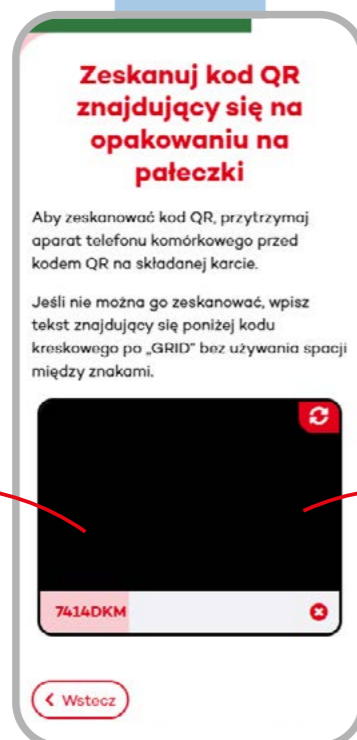 Zeskanuj kod QR
znajdujący się na
opakowaniu na
pałeczki
Aby zeskanować kod QR, przytrzymaj
aparat telefonu komórkowego przed
kodem QR na składanej karcie.
Jeśli nie można go zeskanować, wpisz
tekst znajdujący się poniżej kodu
kreskowego po „GRID” bez używania spacji
między znakami.
7414DKM
Wstecz